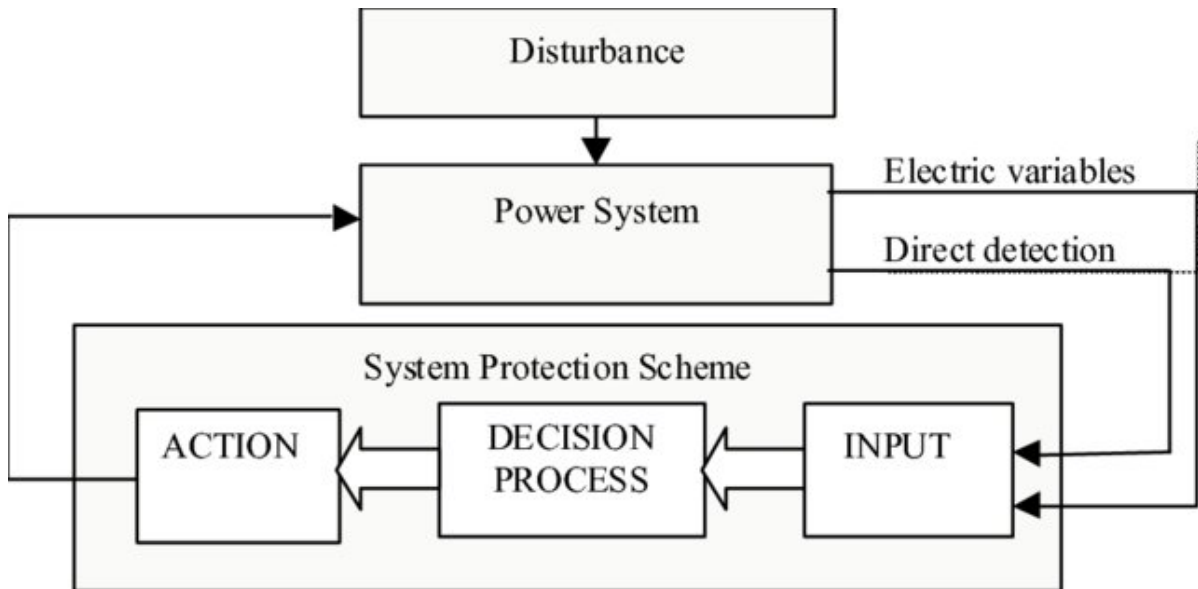 Disturbance
Power System
Electric variables
Direct detection
System Protection Scheme
ACTION
DECISION
PROCESS
INPUT